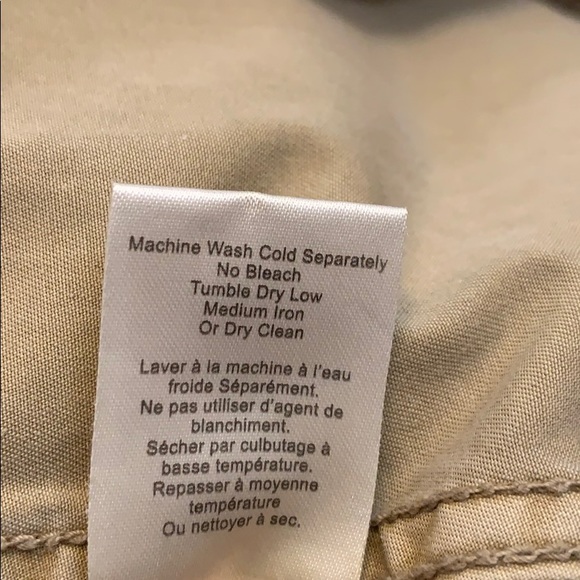 Machine Wash Cold Separately
No Bleach
Tumble Dry Low
Medium Iron
Or Dry Clean
Laver à la machine à l'eau
froide Séparément.
Ne pas utiliser d'agent de
blanchiment.
Sécher par culbutage à
basse température.
Repasser à moyenne
température
Ou nettoyer à sec.